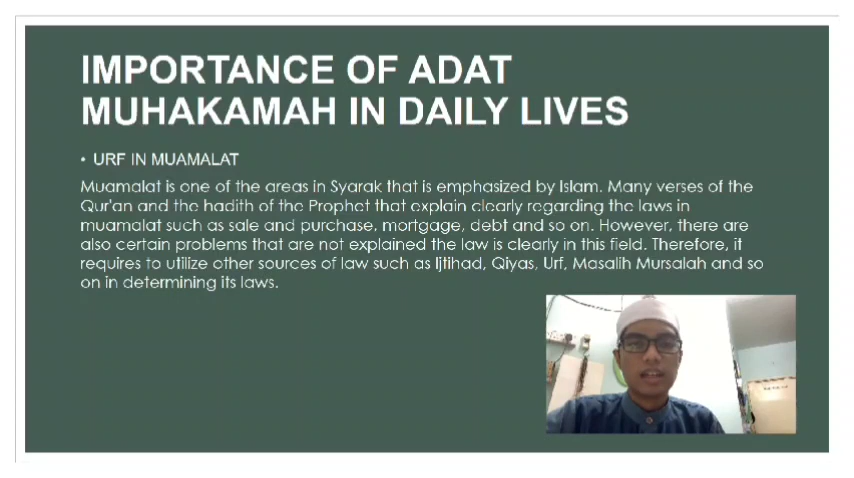 IMPORTANCE OF ADAT
MUHAKAMAH IN DAILY LIVES
• URF IN MUAMALAT
Muamalat is one of the areas in Syarak that is emphasized by Islam. Many verses of the
Qur'an and the hadith of the Prophet that explain clearly regarding the laws in
muamalat such as sale and purchase, mortgage, debt and so on. However, there are
also certain problems that are not explained the law is clearly in this field. Therefore, it
requires to utilize other sources of law such as Ijtihad, Qiyas, Urf, Masalih Mursalah and so
on in determining its laws.